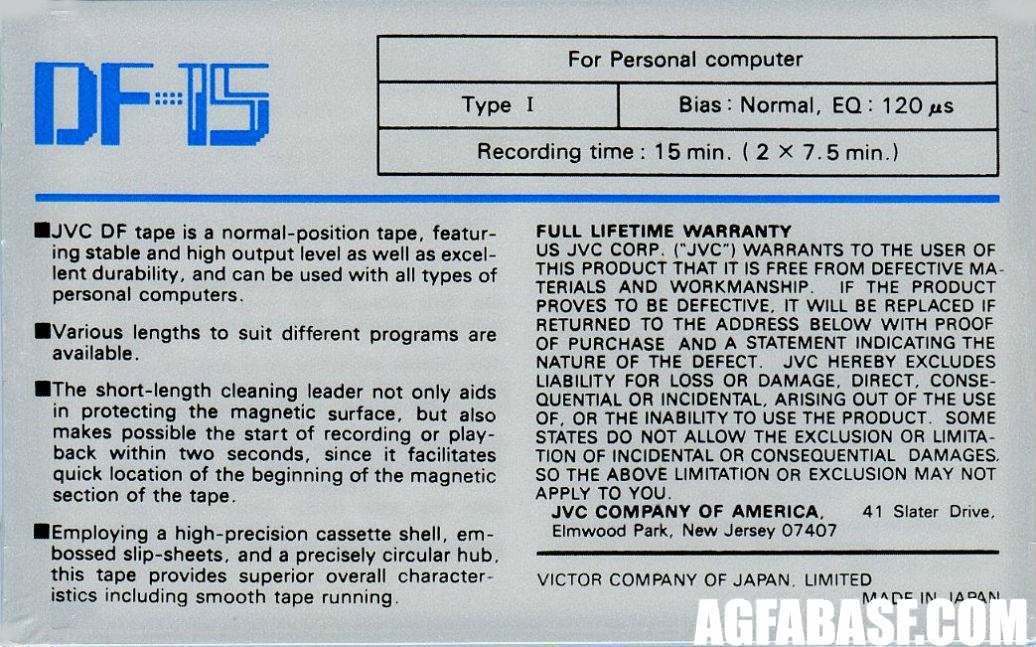 DF-15
For Personal computer
Type I
Bias : Normal, EQ : 120 μs
Recording time : 15 min. ( 2 × 7.5 min.)
■JVC DF tape is a normal-position tape, featur-
ing stable and high output level as well as excel-
lent durability, and can be used with all types of
personal computers.
■Various lengths to suit different programs are
available.
■The short-length cleaning leader not only aids
in protecting the magnetic surface, but also
makes possible the start of recording or play-
back within two seconds, since it facilitates
quick location of the beginning of the magnetic
section of the tape.
■Employing a high-precision cassette shell, em-
bossed slip-sheets, and a precisely circular hub,
this tape provides superior overall character-
istics including smooth tape running.
FULL LIFETIME WARRANTY
US JVC CORP. ("JVC") WARRANTS TO THE USER OF
THIS PRODUCT THAT IT IS FREE FROM DEFECTIVE MA-
TERIALS AND WORKMANSHIP. IF THE PRODUCT
PROVES TO BE DEFECTIVE, IT WILL BE REPLACED IF
RETURNED TO THE ADDRESS BELOW WITH PROOF
OF PURCHASE AND A STATEMENT INDICATING THE
NATURE OF THE DEFECT. JVC HEREBY EXCLUDES
LIABILITY FOR LOSS OR DAMAGE, DIRECT, CONSE-
QUENTIAL OR INCIDENTAL, ARISING OUT OF THE USE
OF, OR THE INABILITY TO USE THE PRODUCT. SOME
STATES DO NOT ALLOW THE EXCLUSION OR LIMITA-
TION OF INCIDENTAL OR CONSEQUENTIAL DAMAGES,
SO THE ABOVE LIMITATION OR EXCLUSION MAY NOT
APPLY TO YOU.
JVC COMPANY OF AMERICA, 41 Slater Drive,
Elmwood Park, New Jersey 07407
VICTOR COMPANY OF JAPAN, LIMITED
MADE IN JAPAN
AGFABASF.COM